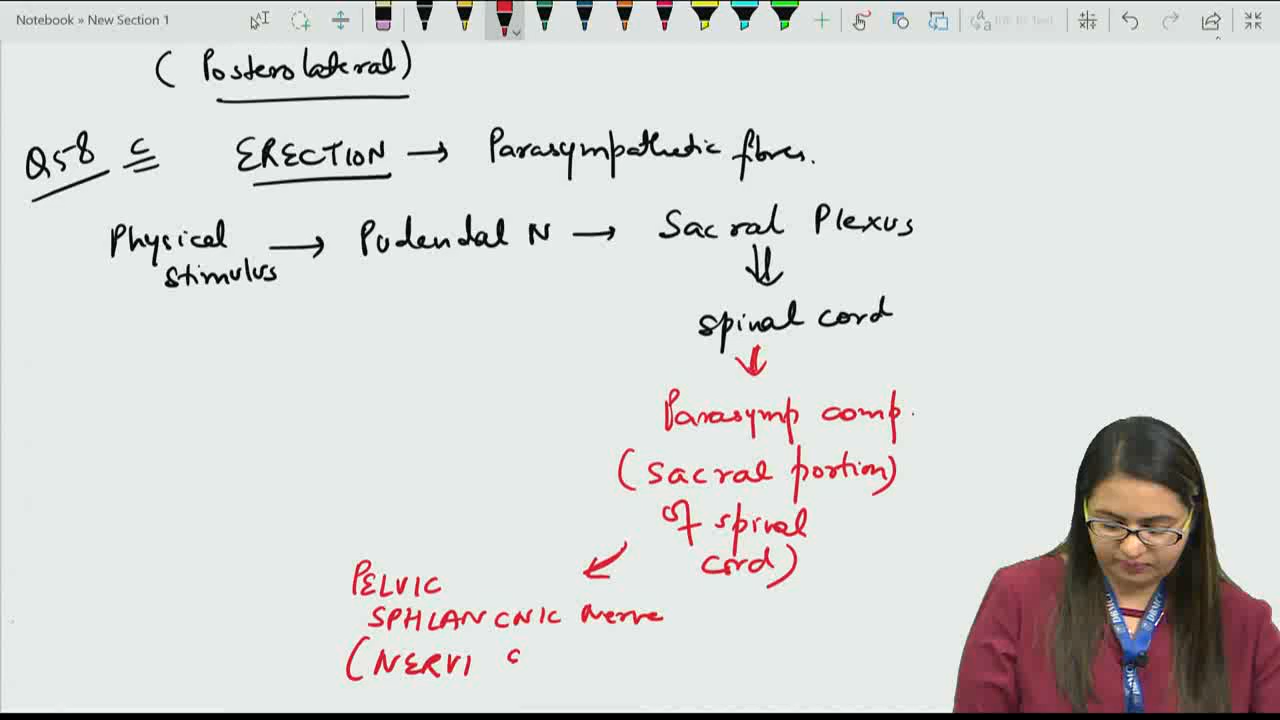 Notebook » New Section 1
(Posterolateral)
Q58 c ERECTION → Parasympathetic fibres.
Physical stimulus → Pudendal N → Sacral Plexus
⇓
spinal cord
↓
Parasymp comp.
(sacral portion)
of spinal
cord)
↙
PELVIC
SPHLANCNIC Nerve
(NERVI